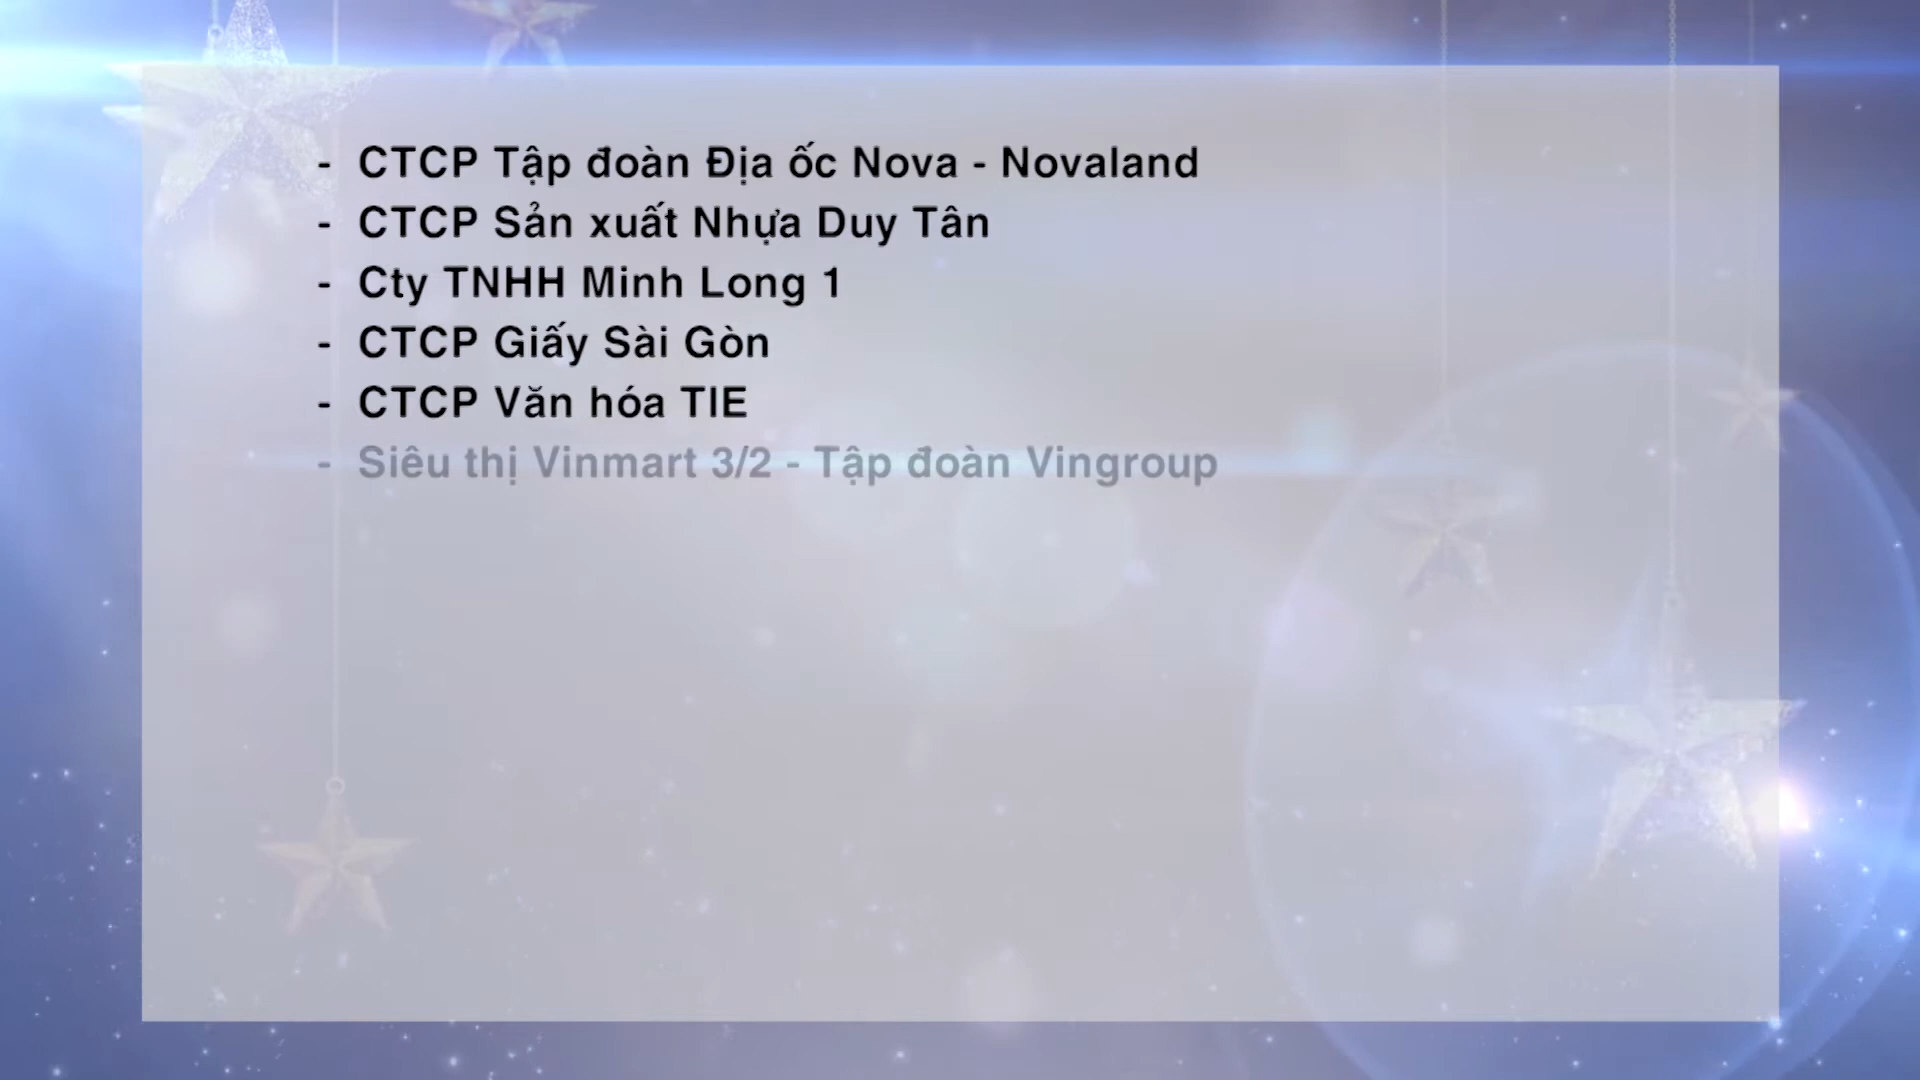 - CTCP Tập đoàn Địa ốc Nova - Novaland
- CTCP Sản xuất Nhựa Duy Tân
- Cty TNHH Minh Long 1
- CTCP Giấy Sài Gòn
- CTCP Văn hóa TIE
- Siêu thị Vinmart 3/2 - Tập đoàn Vingroup